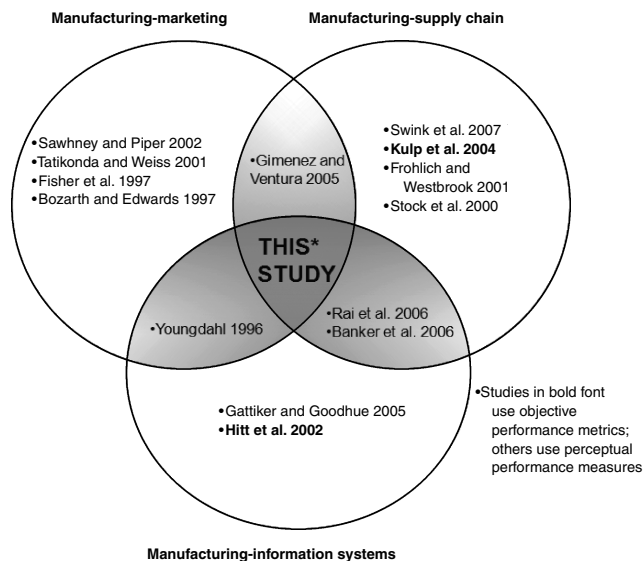 Manufacturing-marketing
Manufacturing-supply chain
•Sawhney and Piper 2002
•Tatikonda and Weiss 2001
•Fisher et al. 1997
•Bozarth and Edwards 1997
•Gimenez and
Ventura 2005
•Swink et al. 2007
•Kulp et al. 2004
•Frohlich and
Westbrook 2001
•Stock et al. 2000
THIS*
STUDY
•Youngdahl 1996
•Rai et al. 2006
•Banker et al. 2006
•Gattiker and Goodhue 2005
•Hitt et al. 2002
•Studies in bold font
use objective
performance metrics;
others use perceptual
performance measures
Manufacturing-information systems